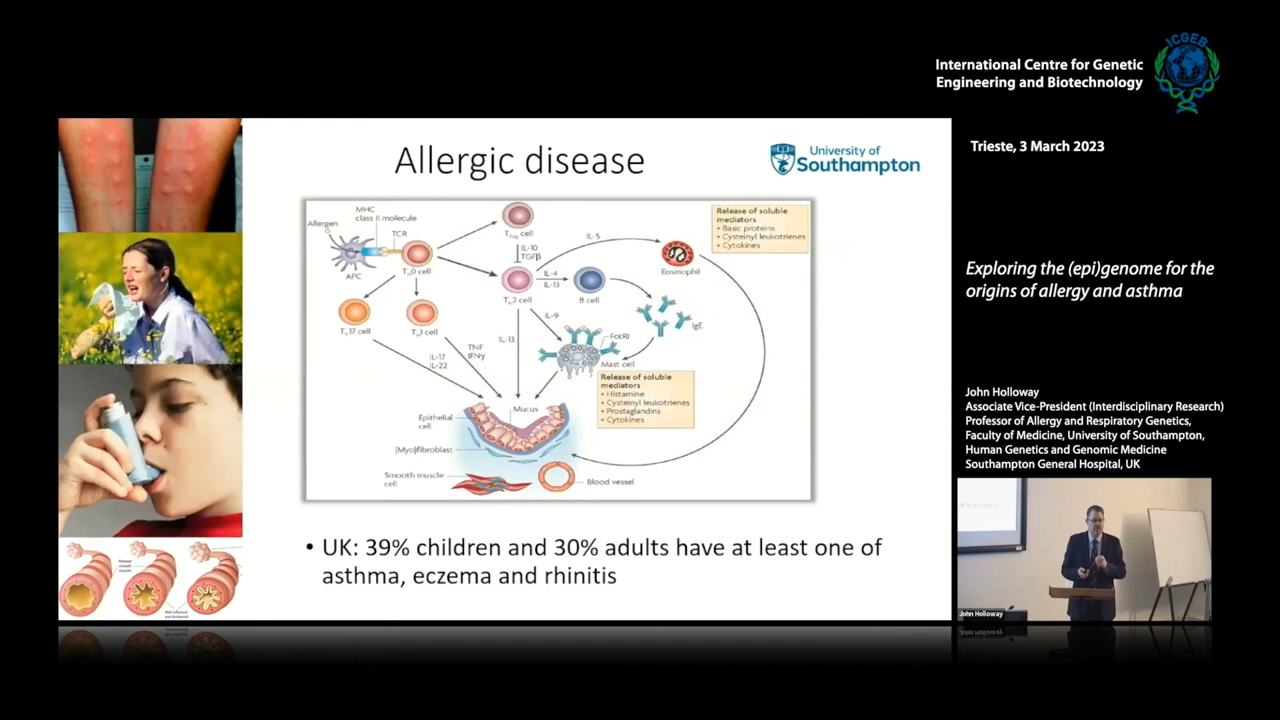 International Centre for Genetic
Engineering and Biotechnology
ICGEB
Trieste, 3 March 2023
Exploring the (epi)genome for the
origins of allergy and asthma
John Holloway
Associate Vice-President (Interdisciplinary Research)
Professor of Allergy and Respiratory Genetics,
Faculty of Medicine, University of Southampton,
Human Genetics and Genomic Medicine
Southampton General Hospital, UK
John Holloway
Allergic disease
University of
Southampton
Allergen
MHC
class II molecule
TCR
APC
TH0 cell
TReg cell
IL-10
TGFβ
IL-5
Eosinophil
Release of soluble
mediators
• Basic proteins
• Cysteinyl leukotrienes
• Cytokines
TH2 cell
IL-4
IL-13
B cell
IgE
TH17 cell
TH1 cell
IL-9
FcεRI
Mast cell
IL-13
TNF
IFNγ
IL-17
IL-22
Release of soluble
mediators
• Histamine
• Cysteinyl leukotrienes
• Prostaglandins
• Cytokines
Mucus
Epithelial
cell
(Myo)fibroblast
Smooth muscle
cell
Blood vessel
• UK: 39% children and 30% adults have at least one of
asthma, eczema and rhinitis